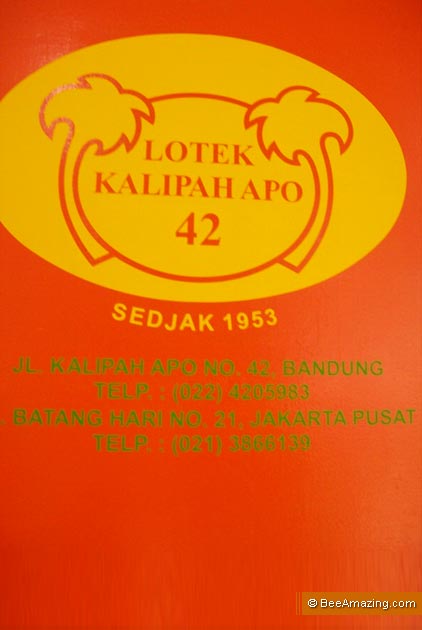 LOTEK
KALIPAH APO
42
SEDJAK 1953
JL. KALIPAH APO NO. 42, BANDUNG
TELP. : (022) 4205983
. BATANG HARI NO. 21, JAKARTA PUSAT
TELP. : (021) 3866139
© BeeAmazing.com